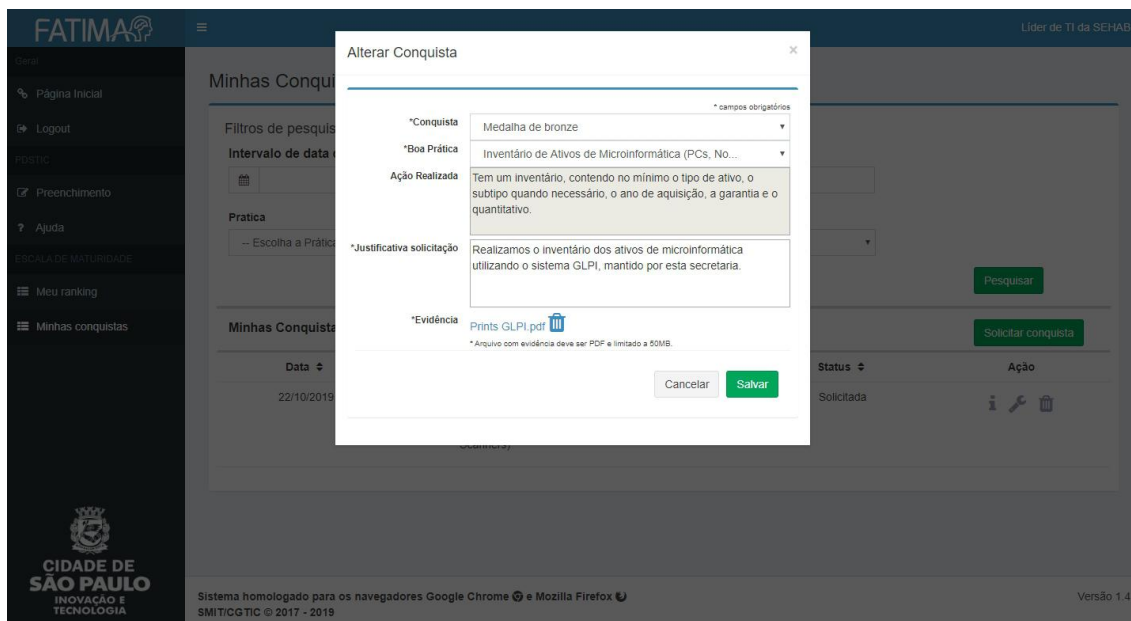 FATIMA
Líder de TI da SEHAB
Geral
Página Inicial
Logout
PDSTIC
Preenchimento
? Ajuda
ESCALA DE MATURIDADE
Meu ranking
Minhas conquistas
CIDADE DE
SÃO PAULO
INOVAÇÃO E
TECNOLOGIA
Minhas Conqui
Filtros de pesquis
Intervalo de data
Pratica
-- Escolha a Prátic
Pesquisar
Minhas Conquista
Solicitar conquista
Data
Status
Ação
22/10/2019
Solicitada
Scanners)
Alterar Conquista
×
* campos obrigatórios
*Conquista
Medalha de bronze
*Boa Prática
Inventário de Ativos de Microinformática (PCs, No...
Ação Realizada
Tem um inventário, contendo no mínimo o tipo de ativo, o
subtipo quando necessário, o ano de aquisição, a garantia e o
quantitativo.
*Justificativa solicitação
Realizamos o inventário dos ativos de microinformática
utilizando o sistema GLPI, mantido por esta secretaria.
*Evidência
Prints GLPI.pdf
* Arquivo com evidência deve ser PDF e limitado a 50MB.
Cancelar
Salvar
Sistema homologado para os navegadores Google Chrome e Mozilla Firefox
SMIT/CGTIC © 2017 - 2019
Versão 1.4